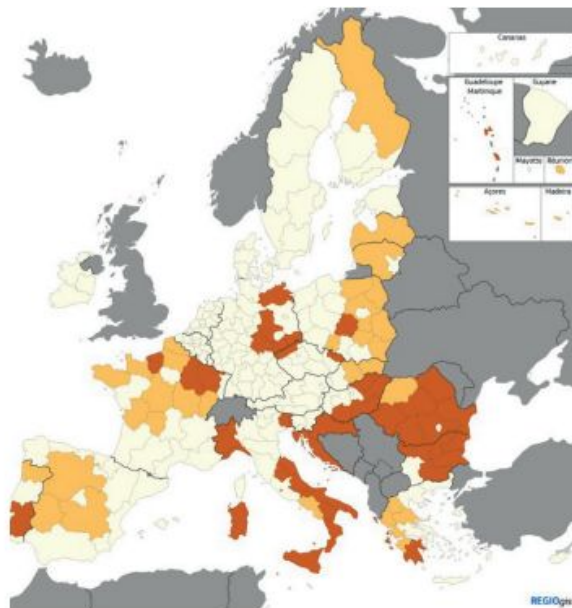 Canarias
Guadeloupe
Martinique
Guyane
Mayotte
Réunion
Açores
Madeira
REGIOgis